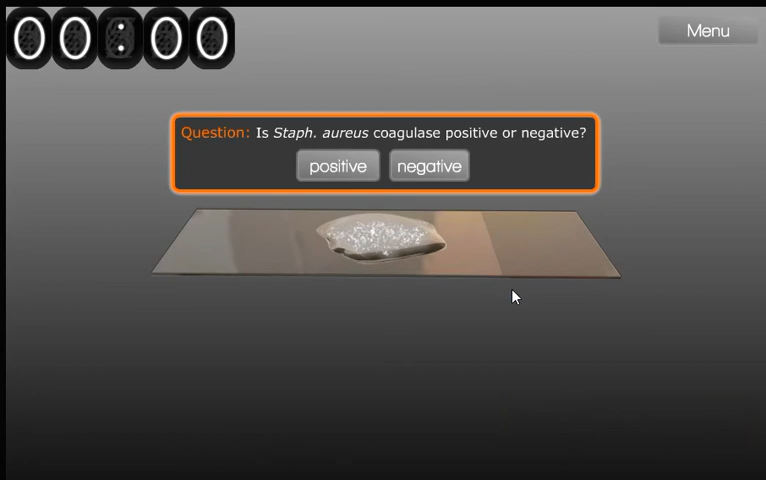 00:00
Menu
Question: Is Staph. aureus coagulase positive or negative?
positive negative